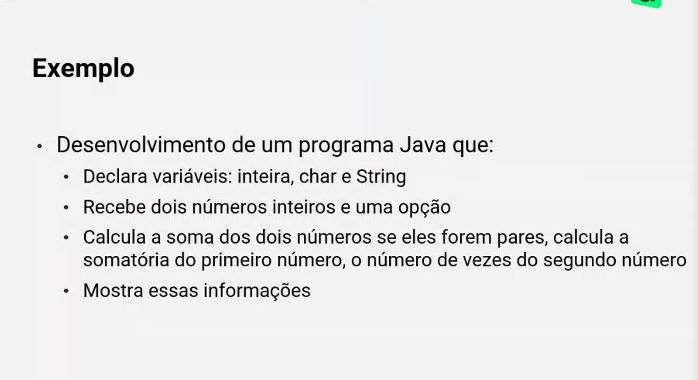 Exemplo
• Desenvolvimento de um programa Java que:
• Declara variáveis: inteira, char e String
• Recebe dois números inteiros e uma opção
• Calcula a soma dos dois números se eles forem pares, calcula a
somatória do primeiro número, o número de vezes do segundo número
• Mostra essas informações